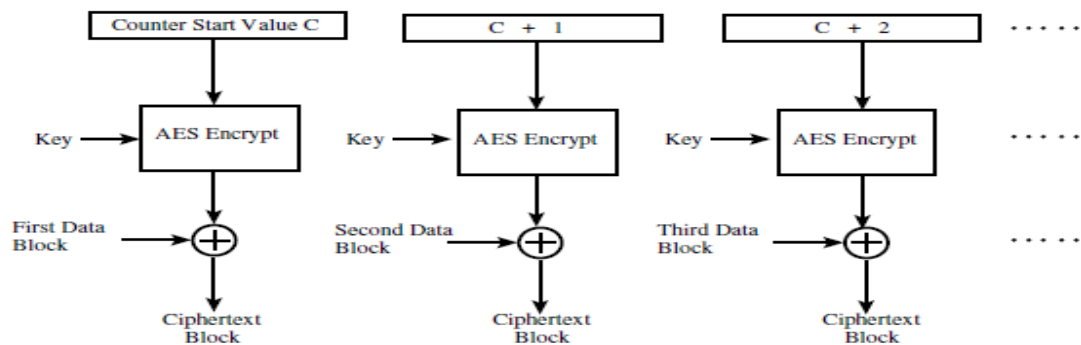 Counter Start Value C
C + 1
C + 2
.....
Key
AES Encrypt
Key
AES Encrypt
Key
AES Encrypt
.....
First Data
Block
Second Data
Block
Third Data
Block
.....
Ciphertext
Block
Ciphertext
Block
Ciphertext
Block